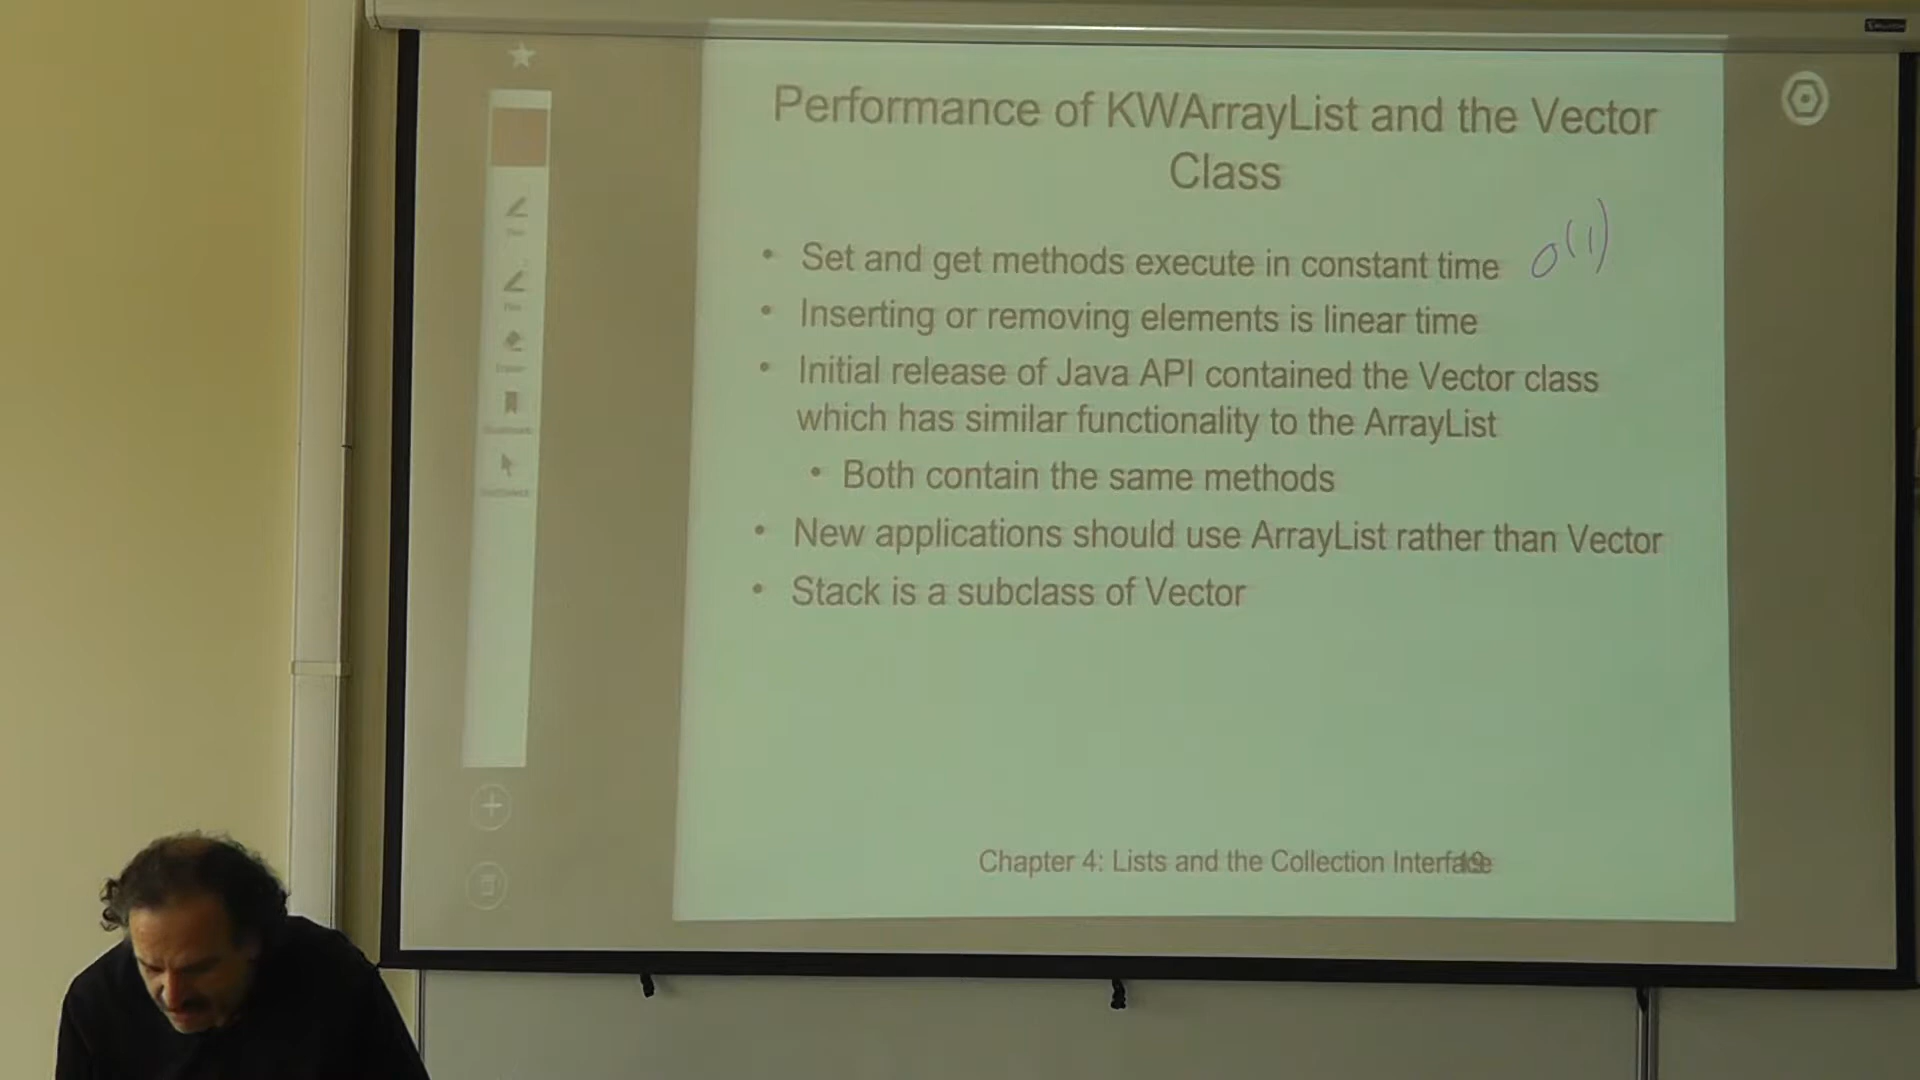 Performance of KWArrayList and the Vector
Class
• Set and get methods execute in constant time O(1)
• Inserting or removing elements is linear time
• Initial release of Java API contained the Vector class
which has similar functionality to the ArrayList
• Both contain the same methods
• New applications should use ArrayList rather than Vector
• Stack is a subclass of Vector
Chapter 4: Lists and the Collection Interface 19